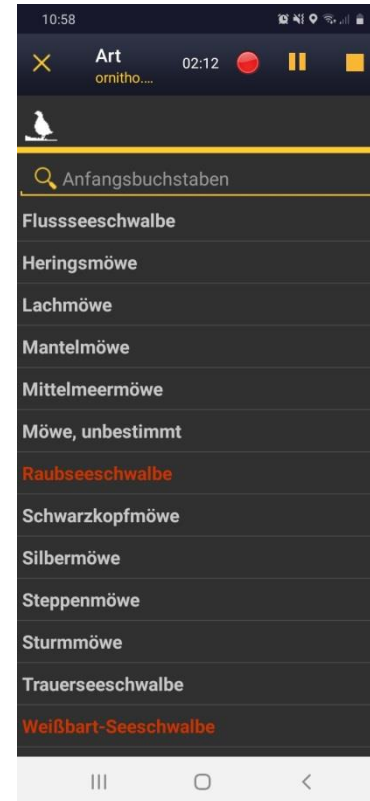 10:58
Art
ornitho....
02:12
Anfangsbuchstaben
Flussseeschwalbe
Heringsmöwe
Lachmöwe
Mantelmöwe
Mittelmeermöwe
Möwe, unbestimmt
Raubseeschwalbe
Schwarzkopfmöwe
Silbermöwe
Steppenmöwe
Sturmmöwe
Trauerseeschwalbe
Weißbart-Seeschwalbe